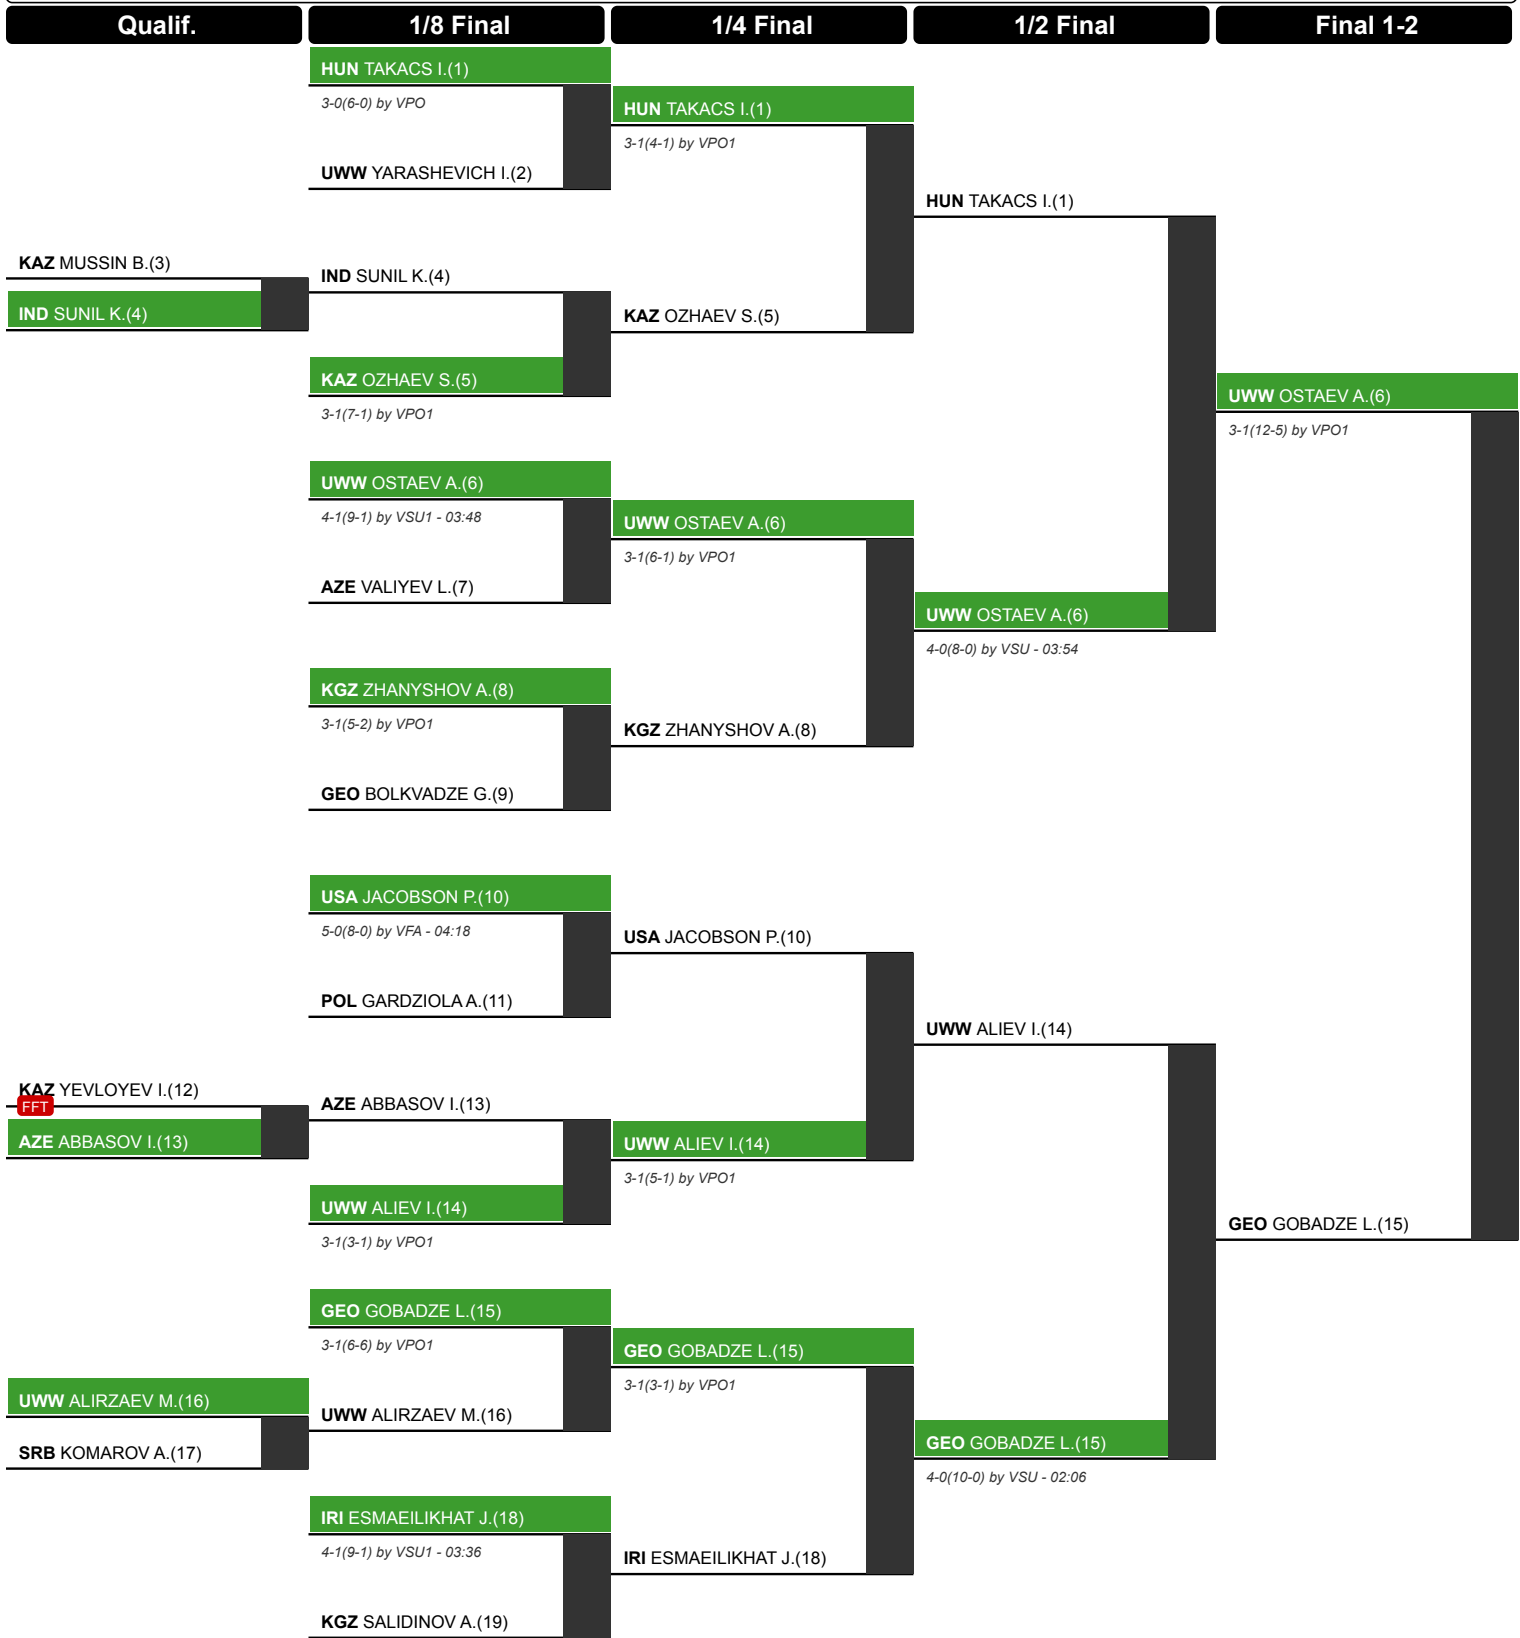 Qualif.
1/8 Final
1/4 Final
1/2 Final
Final 1-2
KAZ MUSSIN B.(3)
IND SUNIL K.(4)
KAZ YEVLOYEV I.(12)
FFT
AZE ABBASOV I.(13)
UWW ALIRZAEV M.(16)
SRB KOMAROV A.(17)
HUN TAKACS I.(1)
3-0(6-0) by VPO
UWW YARASHEVICH I.(2)
IND SUNIL K.(4)
KAZ OZHAEV S.(5)
3-1(7-1) by VPO1
UWW OSTAEV A.(6)
4-1(9-1) by VSU1 - 03:48
AZE VALIYEV L.(7)
KGZ ZHANYSHOV A.(8)
3-1(5-2) by VPO1
GEO BOLKVADZE G.(9)
USA JACOBSON P.(10)
5-0(8-0) by VFA - 04:18
POL GARDZIOLA A.(11)
AZE ABBASOV I.(13)
UWW ALIEV I.(14)
3-1(3-1) by VPO1
GEO GOBADZE L.(15)
3-1(6-6) by VPO1
UWW ALIRZAEV M.(16)
IRI ESMAEILIKHAT J.(18)
4-1(9-1) by VSU1 - 03:36
KGZ SALIDINOV A.(19)
HUN TAKACS I.(1)
3-1(4-1) by VPO1
KAZ OZHAEV S.(5)
UWW OSTAEV A.(6)
3-1(6-1) by VPO1
KGZ ZHANYSHOV A.(8)
USA JACOBSON P.(10)
UWW ALIEV I.(14)
3-1(5-1) by VPO1
GEO GOBADZE L.(15)
3-1(3-1) by VPO1
IRI ESMAEILIKHAT J.(18)
HUN TAKACS I.(1)
UWW OSTAEV A.(6)
4-0(8-0) by VSU - 03:54
UWW ALIEV I.(14)
GEO GOBADZE L.(15)
4-0(10-0) by VSU - 02:06
UWW OSTAEV A.(6)
3-1(12-5) by VPO1
GEO GOBADZE L.(15)